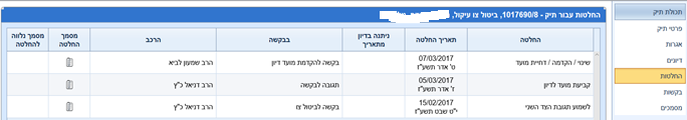 החלטות עבור תיק - 1017690/8, ביטול צו עיקול,
תכולת תיק
פרטי תיק
אגרות
דיונים
החלטות
בקשות
מסמכים
החלטה תאריך החלטה ניתנה בדיון מתאריך בבקשה הרכב מסמך החלטה מסמך נלווה להחלטה
שינוי / הקדמה / דחיית מועד 07/03/2017 ט' אדר תשע"ז בקשה להקדמת מועד דיון הרב שמעון לביא
קביעת מועד לדיון 05/03/2017 ז' אדר תשע"ז תגובה לבקשה הרב דניאל כ"ץ
לשמוע תגובת הצד השני 15/02/2017 י"ט שבט תשע"ז בקשה לביטול צו הרב דניאל כ"ץ